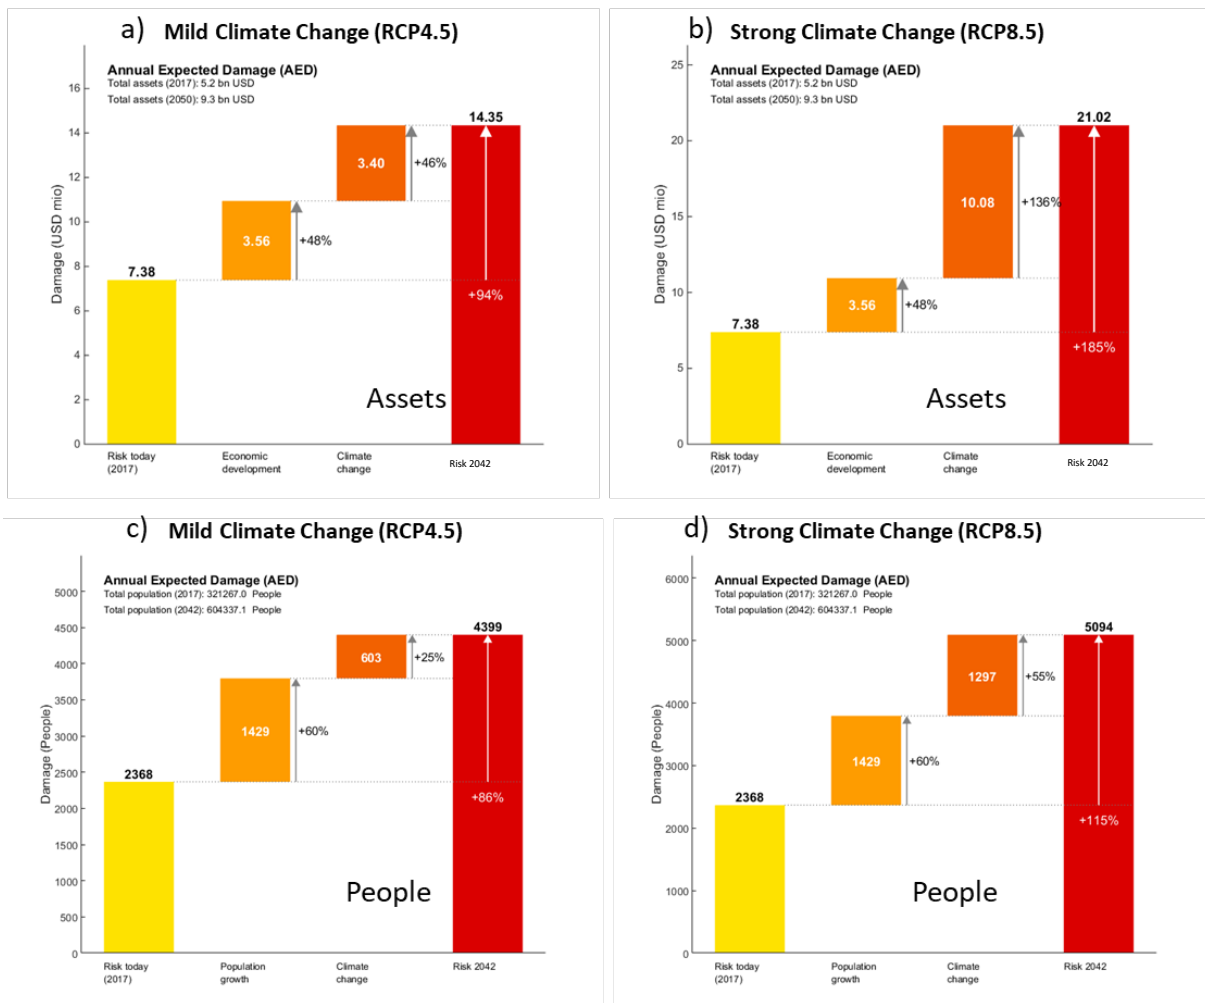 a) Mild Climate Change (RCP4.5)
Annual Expected Damage (AED)
Total assets (2017): 5.2 bn USD
Total assets (2050): 9.3 bn USD
Damage (USD mio)
16
14
12
10
8
6
4
2
0
7.38
3.56
+48%
3.40
+46%
14.35
+94%
Assets
Risk today
(2017)
Economic
development
Climate
change
Risk 2042
b) Strong Climate Change (RCP8.5)
Annual Expected Damage (AED)
Total assets (2017): 5.2 bn USD
Total assets (2050): 9.3 bn USD
Damage (USD mio)
25
20
15
10
5
0
7.38
3.56
+48%
10.08
+136%
21.02
+185%
Assets
Risk today
(2017)
Economic
development
Climate
change
Risk 2042
c) Mild Climate Change (RCP4.5)
Annual Expected Damage (AED)
Total population (2017): 321267.0 People
Total population (2042): 604337.1 People
Damage (People)
5000
4500
4000
3500
3000
2500
2000
1500
1000
500
0
2368
1429
+60%
603
+25%
4399
+86%
People
Risk today
(2017)
Population
growth
Climate
change
Risk 2042
d) Strong Climate Change (RCP8.5)
Annual Expected Damage (AED)
Total population (2017): 321267.0 People
Total population (2042): 604337.1 People
Damage (People)
6000
5000
4000
3000
2000
1000
0
2368
1429
+60%
1297
+55%
5094
+115%
People
Risk today
(2017)
Population
growth
Climate
change
Risk 2042